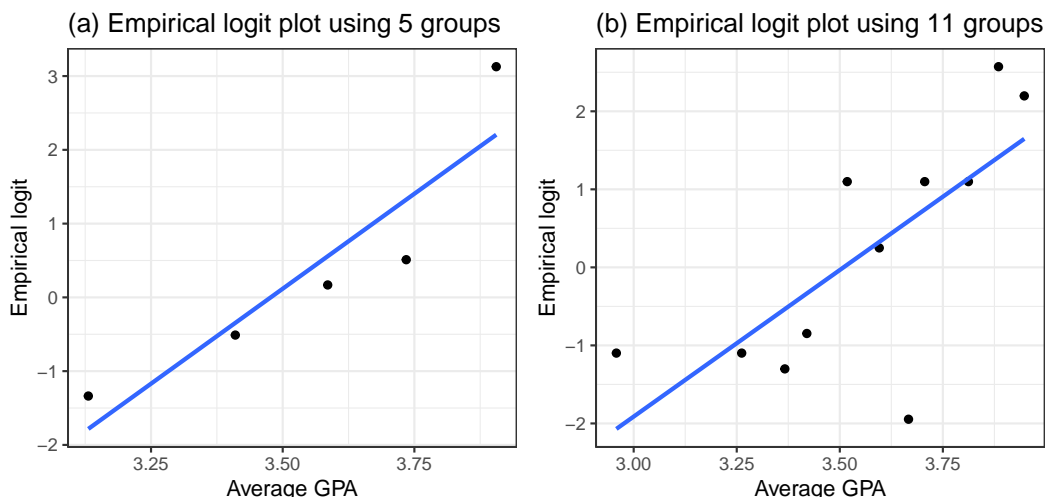 (a) Empirical logit plot using 5 groups
Empirical logit
3
2
1
0
−1
−2
3.25 3.50 3.75
Average GPA
(b) Empirical logit plot using 11 groups
Empirical logit
2
1
0
−1
−2
3.00 3.25 3.50 3.75
Average GPA